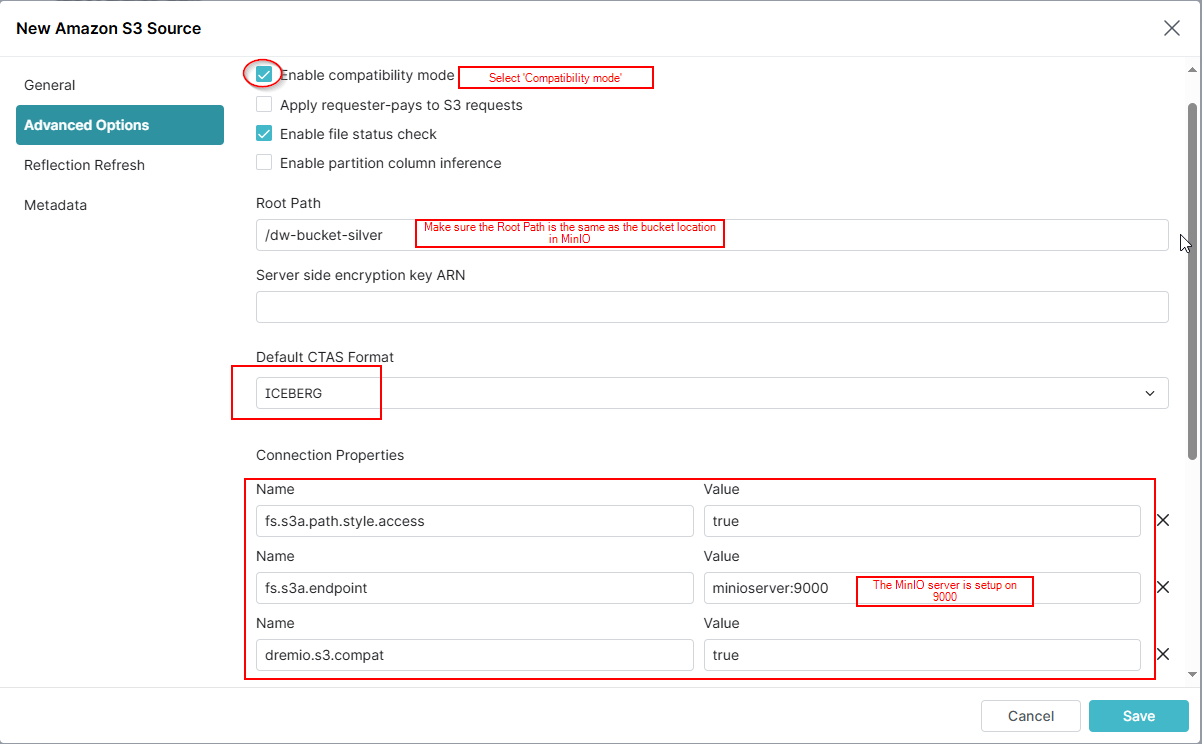 New Amazon S3 Source
General
Advanced Options
Reflection Refresh
Metadata
Enable compatibility mode
Select 'Compatibility mode'
Apply requester-pays to S3 requests
Enable file status check
Enable partition column inference
Root Path
/dw-bucket-silver
Make sure the Root Path is the same as the bucket location
in MinIO
Server side encryption key ARN
Default CTAS Format
ICEBERG
Connection Properties
Name
Value
fs.s3a.path.style.access
true
Name
Value
fs.s3a.endpoint
minioserver:9000
The MinIO server is setup on
9000
Name
Value
dremio.s3.compat
true
Cancel
Save